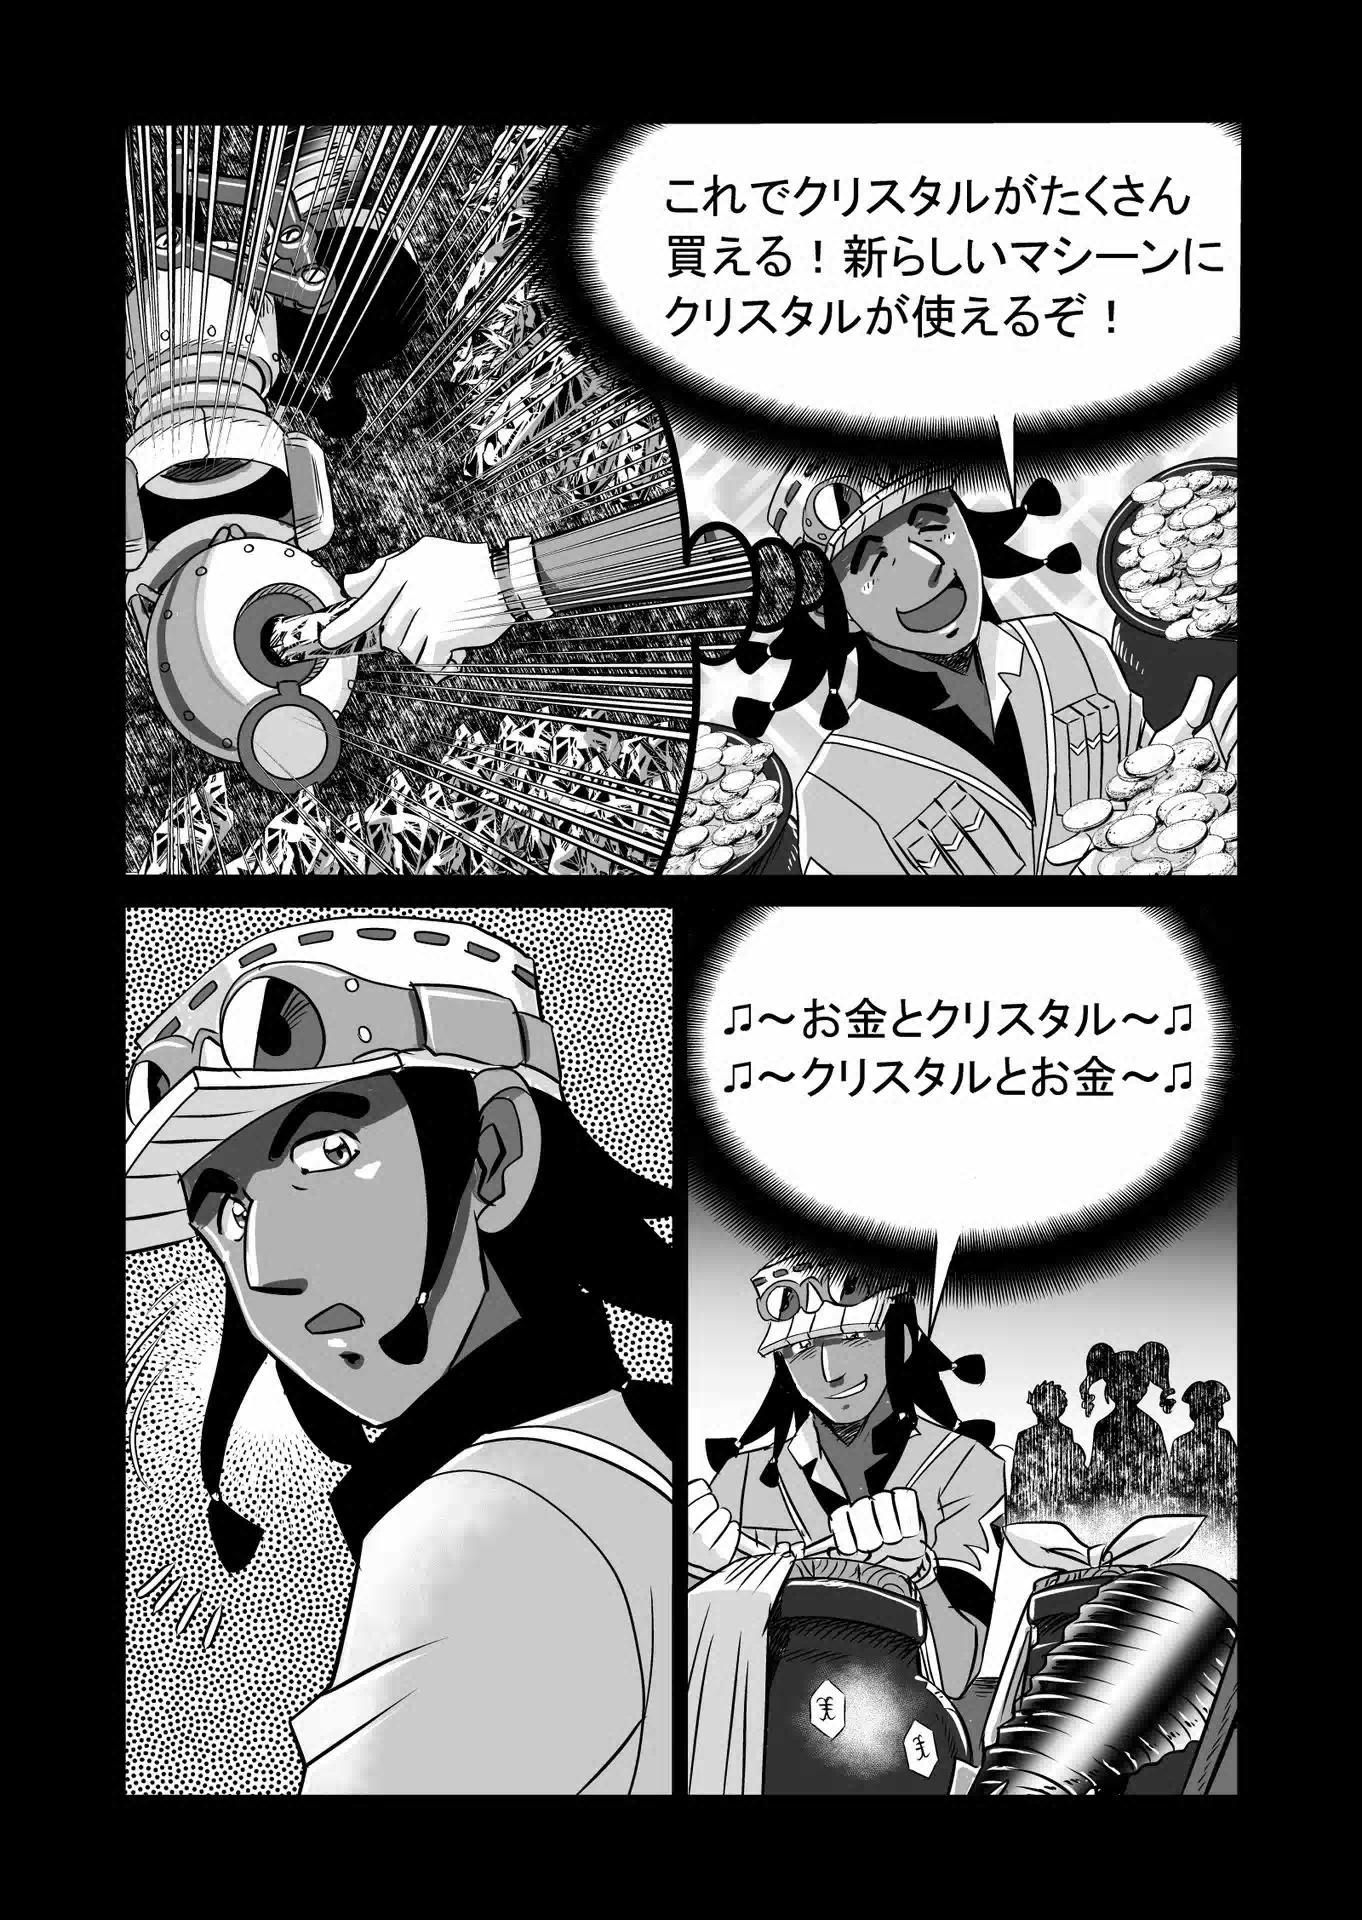 これでクリスタルがたくさん
買える！新らしいマシーンに
クリスタルが使えるぞ！
♫～お金とクリスタル～♫
♫～クリスタルとお金～♫